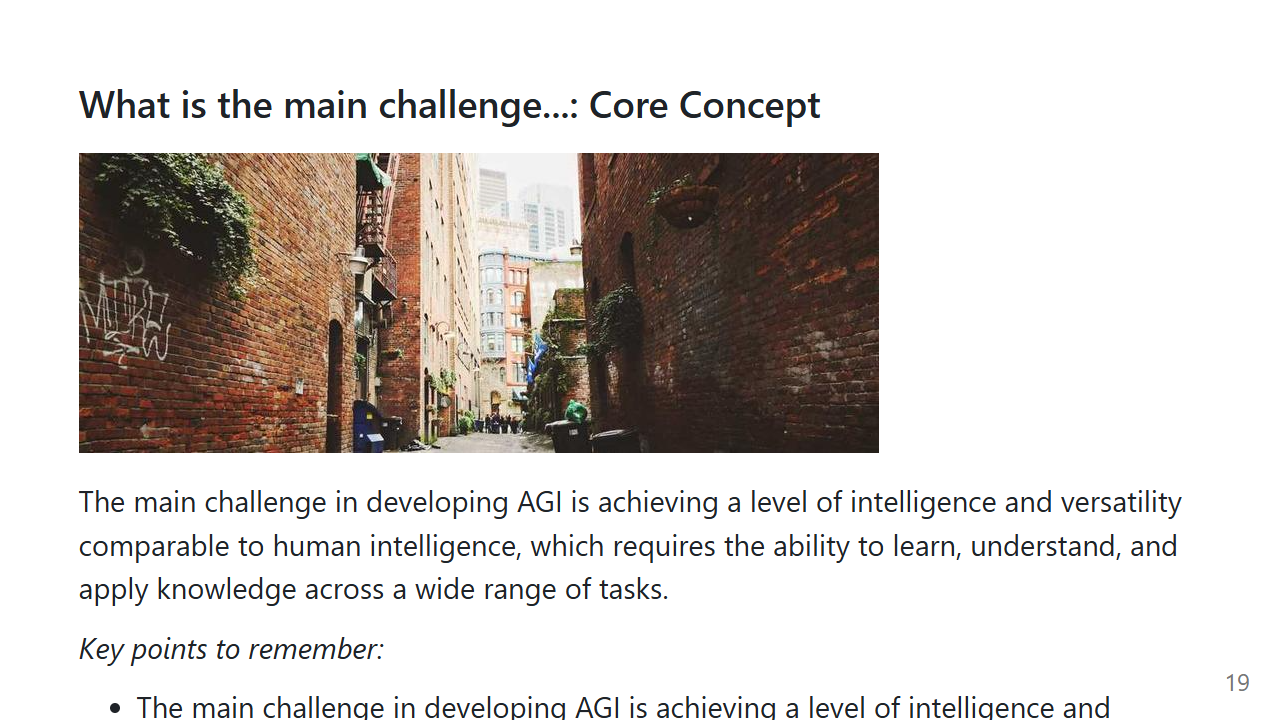 What is the main challenge...: Core Concept
The main challenge in developing AGI is achieving a level of intelligence and versatility
comparable to human intelligence, which requires the ability to learn, understand, and
apply knowledge across a wide range of tasks.
Key points to remember:
• The main challenge in developing AGI is achieving a level of intelligence and
19